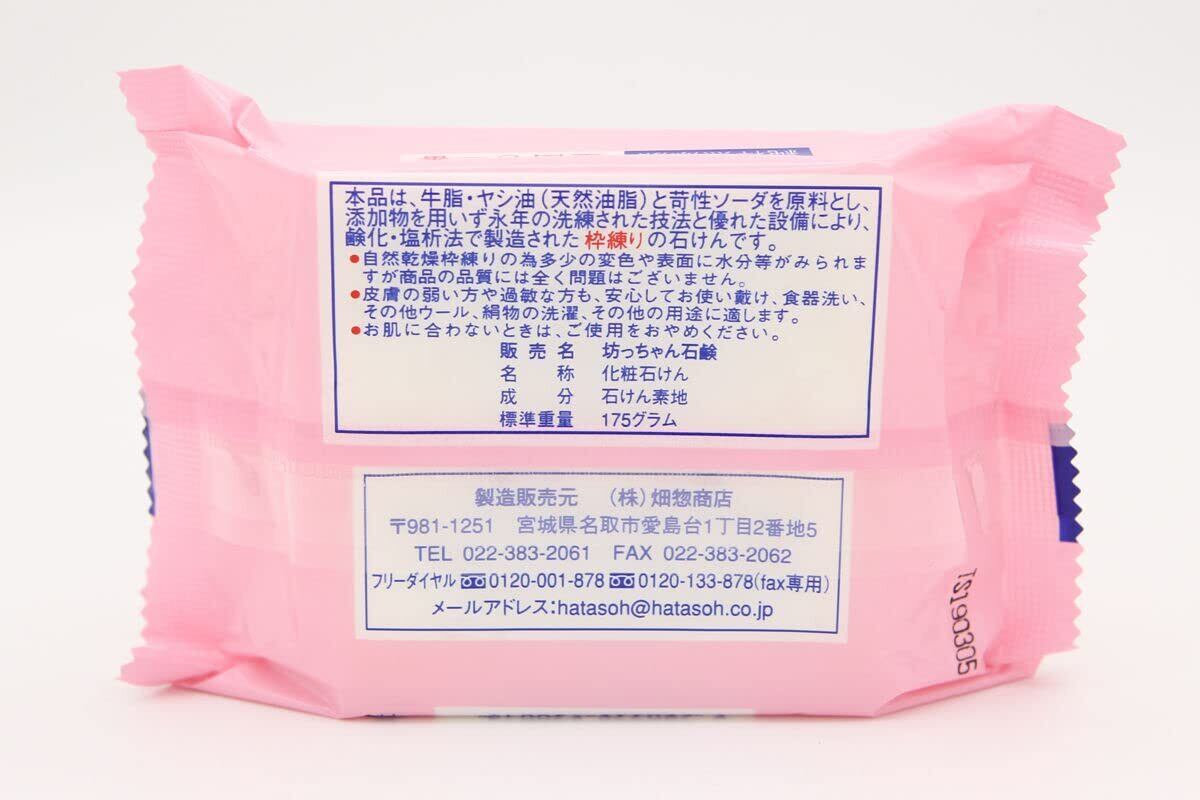 本品は、牛脂・ヤシ油(天然油脂)と苛性ソーダを原料とし、
添加物を用いず永年の洗練された技法と優れた設備により、
鹸化・塩析法で製造された枠練りの石けんです。
●自然乾燥枠練りの為多少の変色や表面に水分等がみられま
すが商品の品質には全く問題はございません。
●皮膚の弱い方や過敏な方も、安心してお使い戴け、食器洗い、
その他ウール、絹物の洗濯、その他の用途に適します。
●お肌に合わないときは、ご使用をおやめください。
販売名 坊っちゃん石鹸
名称 化粧石けん
成分 石けん素地
標準重量 175グラム
製造販売元 (株)畑惣商店
〒981-1251 宮城県名取市愛島台1丁目2番地5
TEL 022-383-2061 FAX 022-383-2062
フリーダイヤル 0120-001-878 0120-133-878(fax専用)
メールアドレス:hatasoh@hatasoh.co.jp
TS190305